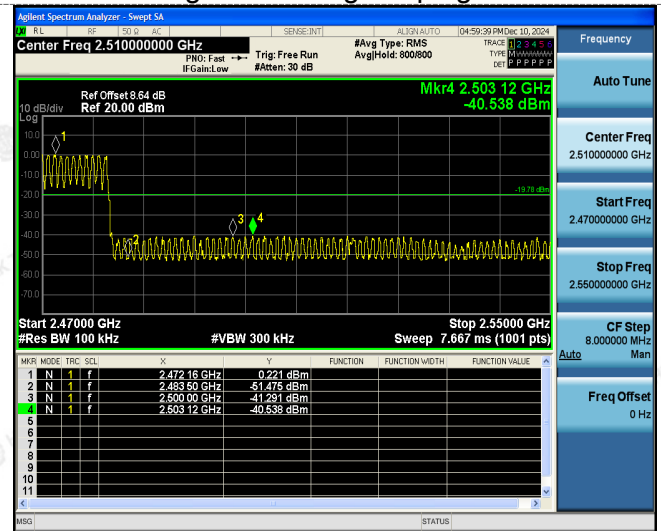 Agilent Spectrum Analyzer - Swept SA
LXI RL RF 50 Ω AC SENSE:INT ALIGN AUTO 04:59:39 PM Dec 10, 2024
Center Freq 2.510000000 GHz
PNO: Fast
IFGain:Low
Trig: Free Run
#Atten: 30 dB
#Avg Type: RMS
Avg|Hold: 800/800
TRACE 1 2 3 4 5 6
TYPE M
DET P P P P P P
Frequency
Mkr4 2.503 12 GHz
-40.538 dBm
Ref Offset 8.64 dB
10 dB/div Ref 20.00 dBm
Log
10.0
0.00
-10.0
-20.0
-30.0
-40.0
-50.0
-60.0
-70.0
1
2
3
4
-19.78 dBm
Start 2.47000 GHz Stop 2.55000 GHz
#Res BW 100 kHz #VBW 300 kHz Sweep 7.667 ms (1001 pts)
MKR MODE TRC SCL X Y FUNCTION FUNCTION WIDTH FUNCTION VALUE
1 N 1 f 2.472 16 GHz 0.221 dBm
2 N 1 f 2.483 50 GHz -51.475 dBm
3 N 1 f 2.500 00 GHz -41.291 dBm
4 N 1 f 2.503 12 GHz -40.538 dBm
5
6
7
8
9
10
11
MSG STATUS
Auto Tune
Center Freq
2.510000000 GHz
Start Freq
2.470000000 GHz
Stop Freq
2.550000000 GHz
CF Step
8.000000 MHz
Auto Man
Freq Offset
0 Hz